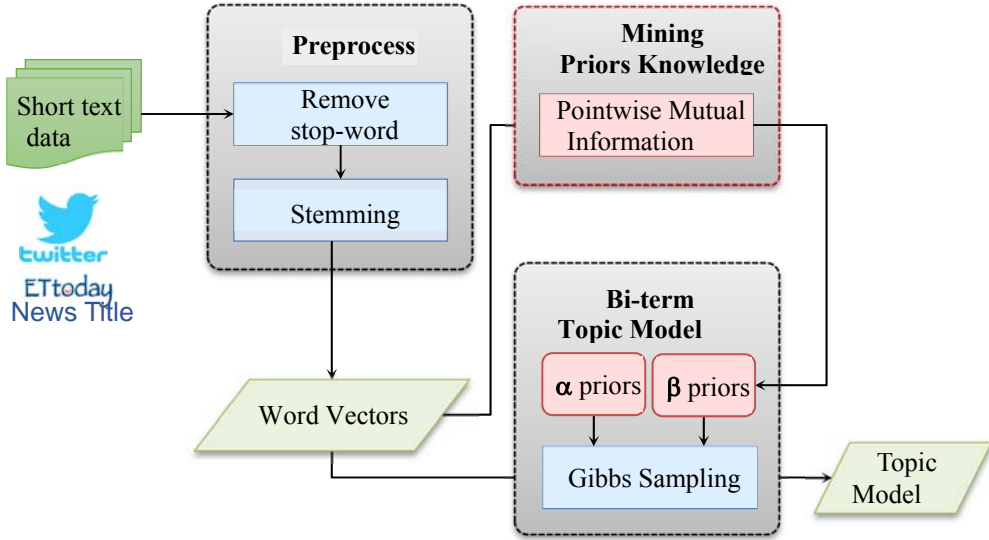 Preprocess
Short text
data
Remove
stop-word
Stemming
twitter
ETtoday
News Title
Mining
Priors Knowledge
Pointwise Mutual
Information
Word Vectors
Bi-term
Topic Model
α priors
β priors
Gibbs Sampling
Topic
Model